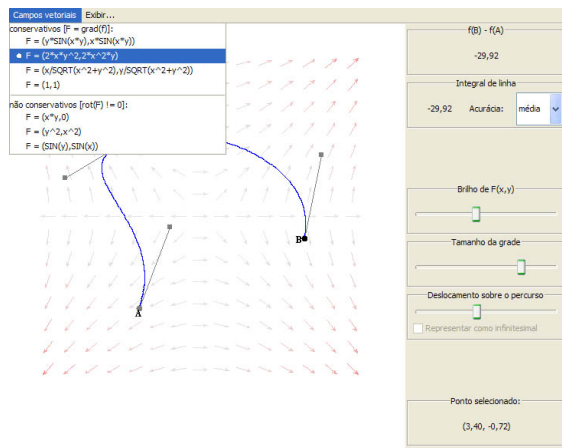 Campos vetoriais Exibir...
conservativos [F = grad(f)]:
F = (y*SIN(x*y),x*SIN(x*y))
F = (2*x*y^2,2*x^2*y)
F = (x/SQRT(x^2+y^2),y/SQRT(x^2+y^2))
F = (1,1)
não conservativos [rot(F) != 0]:
F = (x*y,0)
F = (y^2,x^2)
F = (SIN(y),SIN(x))
B
A
f(B) - f(A)
-29,92
Integral de linha
-29,92 Acurácia: média
Brilho de F(x,y)
Tamanho da grade
Deslocamento sobre o percurso
Representar como infinitesimal
Ponto selecionado:
(3,40, -0,72)